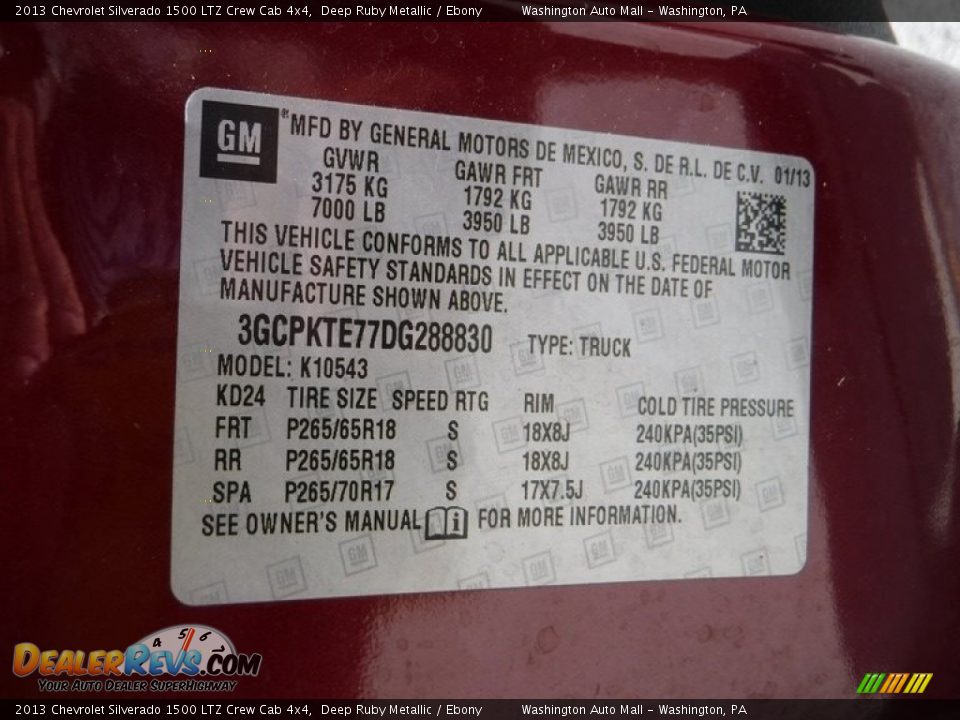 2013 Chevrolet Silverado 1500 LTZ Crew Cab 4x4, Deep Ruby Metallic / Ebony Washington Auto Mall - Washington, PA
GM ® MFD BY GENERAL MOTORS DE MEXICO, S. DE R.L. DE C.V. 01/13
GVWR GAWR FRT GAWR RR
3175 KG 1792 KG 1792 KG
7000 LB 3950 LB 3950 LB
THIS VEHICLE CONFORMS TO ALL APPLICABLE U.S. FEDERAL MOTOR
VEHICLE SAFETY STANDARDS IN EFFECT ON THE DATE OF
MANUFACTURE SHOWN ABOVE.
3GCPKTE77DG288830 TYPE: TRUCK
MODEL: K10543
KD24 TIRE SIZE SPEED RTG RIM COLD TIRE PRESSURE
FRT P265/65R18 S 18X8J 240KPA(35PSI)
RR P265/65R18 S 18X8J 240KPA(35PSI)
SPA P265/70R17 S 17X7.5J 240KPA(35PSI)
SEE OWNER'S MANUAL FOR MORE INFORMATION.
4 5 6
DEALERREVS.COM
YOUR AUTO DEALER SUPERHIGHWAY
2013 Chevrolet Silverado 1500 LTZ Crew Cab 4x4, Deep Ruby Metallic / Ebony Washington Auto Mall - Washington, PA